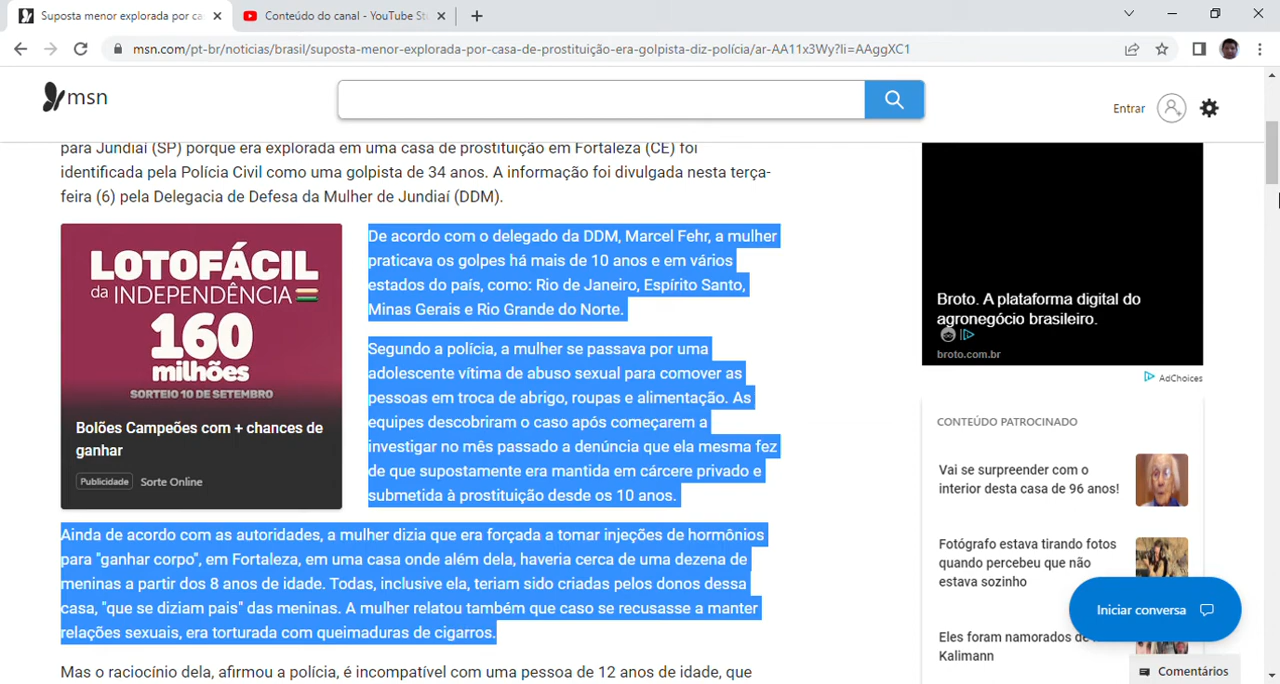 Suposta menor explorada por ca
Conteúdo do canal - YouTube St
msn.com/pt-br/noticias/brasil/suposta-menor-explorada-por-casa-de-prostituição-era-golpista-diz-polícia/ar-AA11x3Wy?li=AAggXC1
msn
Entrar
para Jundiaí (SP) porque era explorada em uma casa de prostituição em Fortaleza (CE) foi
identificada pela Polícia Civil como uma golpista de 34 anos. A informação foi divulgada nesta terça-
feira (6) pela Delegacia de Defesa da Mulher de Jundiaí (DDM).
LOTOFÁCIL
da INDEPENDÊNCIA
160
milhões
SORTEIO 10 DE SETEMBRO
Bolões Campeões com + chances de
ganhar
Publicidade Sorte Online
De acordo com o delegado da DDM, Marcel Fehr, a mulher
praticava os golpes há mais de 10 anos e em vários
estados do país, como: Rio de Janeiro, Espírito Santo,
Minas Gerais e Rio Grande do Norte.
Segundo a polícia, a mulher se passava por uma
adolescente vítima de abuso sexual para comover as
pessoas em troca de abrigo, roupas e alimentação. As
equipes descobriram o caso após começarem a
investigar no mês passado a denúncia que ela mesma fez
de que supostamente era mantida em cárcere privado e
submetida à prostituição desde os 10 anos.
Ainda de acordo com as autoridades, a mulher dizia que era forçada a tomar injeções de hormônios
para "ganhar corpo", em Fortaleza, em uma casa onde além dela, haveria cerca de uma dezena de
meninas a partir dos 8 anos de idade. Todas, inclusive ela, teriam sido criadas pelos donos dessa
casa, "que se diziam pais" das meninas. A mulher relatou também que caso se recusasse a manter
relações sexuais, era torturada com queimaduras de cigarros.
Mas o raciocínio dela, afirmou a polícia, é incompatível com uma pessoa de 12 anos de idade, que
Broto. A plataforma digital do
agronegócio brasileiro.
broto.com.br
AdChoices
CONTEÚDO PATROCINADO
Vai se surpreender com o
interior desta casa de 96 anos!
Fotógrafo estava tirando fotos
quando percebeu que não
estava sozinho
Eles foram namorados de
Kalimann
Iniciar conversa
Comentários